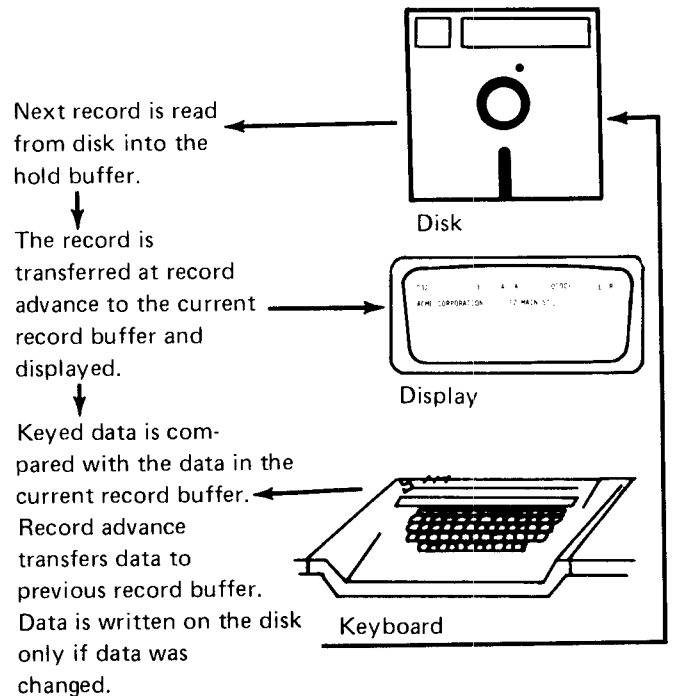 Next record is read
from disk into the
hold buffer.
Disk
The record is
transferred at record
advance to the current
record buffer and
displayed.
ACME CORPORATION MAIN ST
Display
Keyed data is com-
pared with the data in the
current record buffer.
Record advance
transfers data to
previous record buffer.
Data is written on the disk
only if data was
changed.
Keyboard